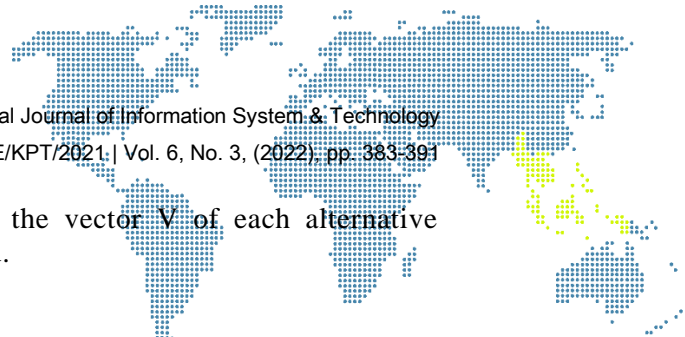 al Journal of Information System & Technology
E/KPT/2021 | Vol. 6, No. 3, (2022), pp. 383-391
the vector V of each alternative